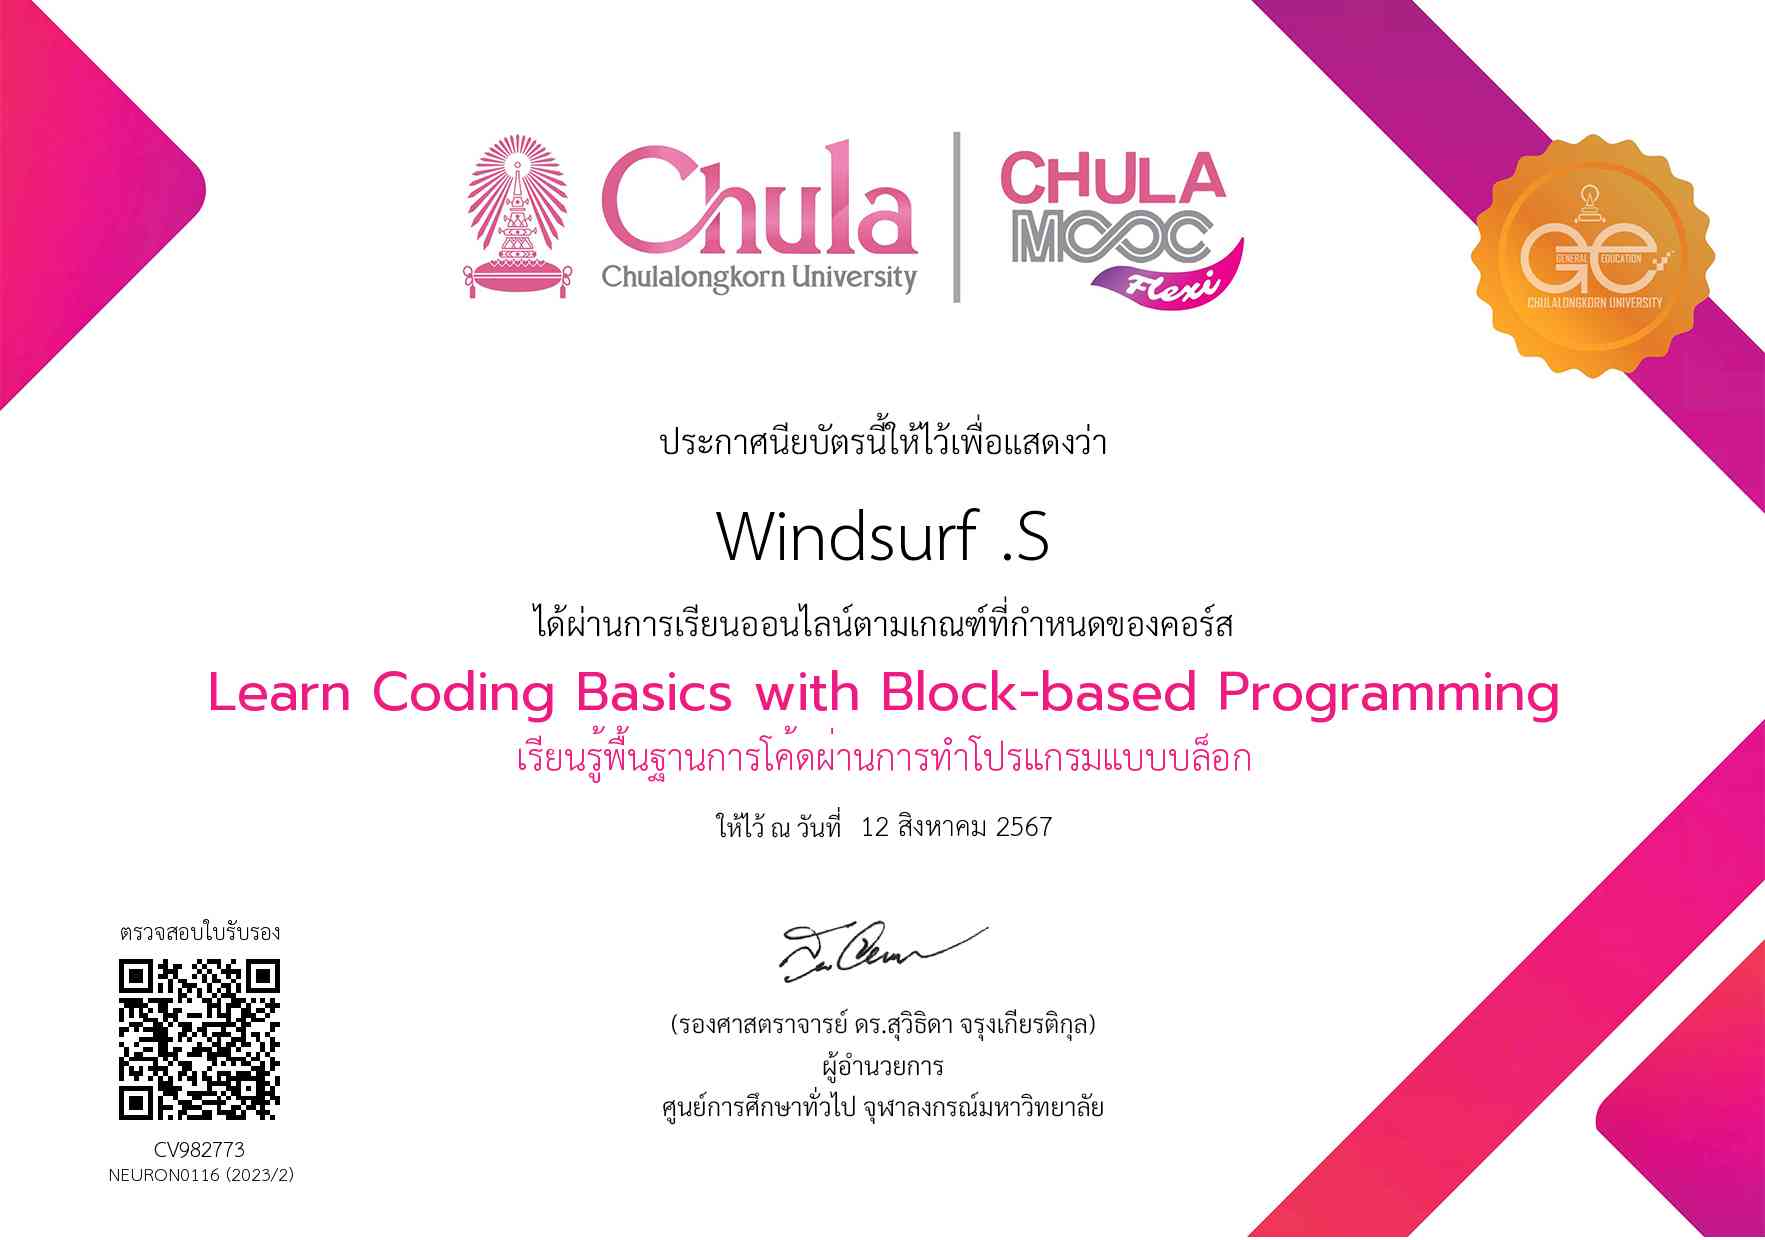 Chula
Chulalongkorn University
CHULA
MOOC
Flexi
GE
GENERAL EDUCATION
CHULALONGKORN UNIVERSITY
ประกาศนียบัตรนี้ให้ไว้เพื่อแสดงว่า
Windsurf .S
ได้ผ่านการเรียนออนไลน์ตามเกณฑ์ที่กำหนดของคอร์ส
Learn Coding Basics with Block-based Programming
เรียนรู้พื้นฐานการโค้ดผ่านการทำโปรแกรมแบบบล็อก
ให้ไว้ ณ วันที่ 12 สิงหาคม 2567
(รองศาสตราจารย์ ดร.สุวิธิดา จรุงเกียรติกุล)
ผู้อำนวยการ
ศูนย์การศึกษาทั่วไป จุฬาลงกรณ์มหาวิทยาลัย
ตรวจสอบใบรับรอง
CV982773
NEURON0116 (2023/2)